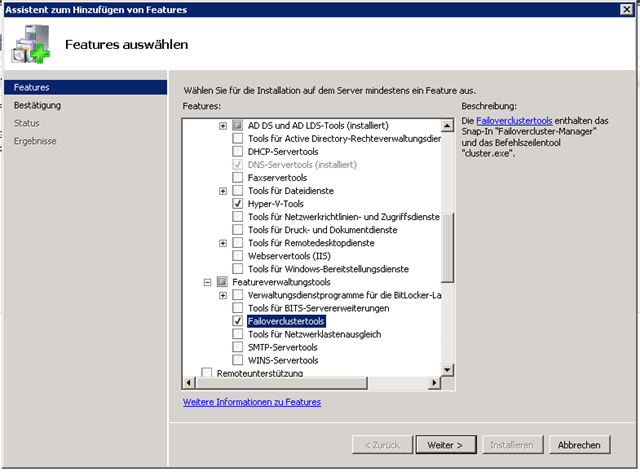 Assistent zum Hinzufügen von Features
Features auswählen
Features
Bestätigung
Status
Ergebnisse
Wählen Sie für die Installation auf dem Server mindestens ein Feature aus.
Features:
AD DS und AD LDS-Tools (installiert)
Tools für Active Directory-Rechteverwaltungsdien
DHCP-Servertools
DNS-Servertools (installiert)
Faxservertools
Tools für Dateidienste
Hyper-V-Tools
Tools für Netzwerkrichtlinien- und Zugriffsdienste
Tools für Druck- und Dokumentdienste
Tools für Remotedesktopdienste
Webservertools (IIS)
Tools für Windows-Bereitstellungsdienste
Featureverwaltungstools
Verwaltungsdienstprogramme für die BitLocker-La
Tools für BITS-Servererweiterungen
Failoverclustertools
Tools für Netzwerklastenausgleich
SMTP-Servertools
WINS-Servertools
Remoteunterstützung
Weitere Informationen zu Features
Beschreibung:
Die Failoverclustertools enthalten das
Snap-In "Failovercluster-Manager"
und das Befehlszeilentool
"cluster.exe".
< Zurück
Weiter >
Installieren
Abbrechen